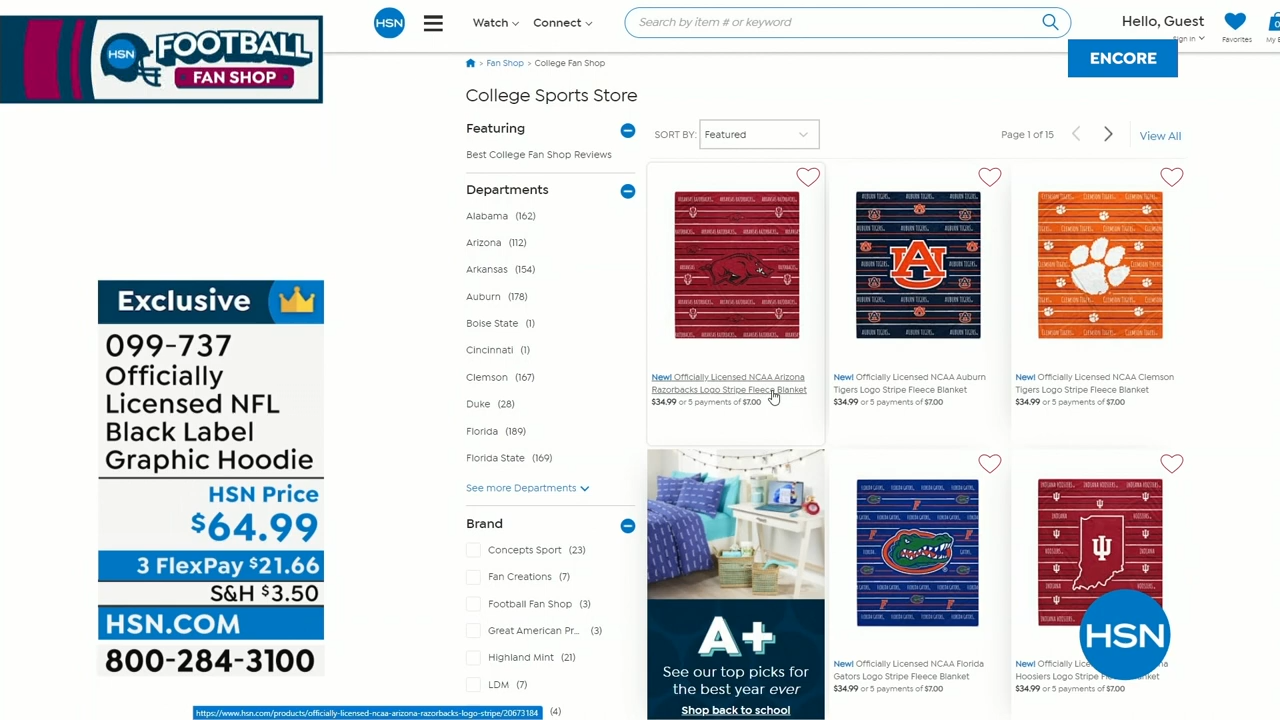 HSN
FOOTBALL
FAN SHOP
HSN
Watch
Connect
Search by item # or keyword
Hello, Guest
Sign In
Favorites
0
My B
ENCORE
> Fan Shop > College Fan Shop
College Sports Store
Featuring
Best College Fan Shop Reviews
Departments
Alabama (162)
Arizona (112)
Arkansas (154)
Auburn (178)
Boise State (1)
Cincinnati (1)
Clemson (167)
Duke (28)
Florida (189)
Florida State (169)
See more Departments
Brand
Concepts Sport (23)
Fan Creations (7)
Football Fan Shop (3)
Great American Pr... (3)
Highland Mint (21)
LDM (7)
(4)
SORT BY: Featured
Page 1 of 15
View All
New! Officially Licensed NCAA Arizona
Razorbacks Logo Stripe Fleece Blanket
$34.99 or 5 payments of $7.00
New! Officially Licensed NCAA Auburn
Tigers Logo Stripe Fleece Blanket
$34.99 or 5 payments of $7.00
New! Officially Licensed NCAA Clemson
Tigers Logo Stripe Fleece Blanket
$34.99 or 5 payments of $7.00
A+
See our top picks for
the best year ever
Shop back to school
New! Officially Licensed NCAA Florida
Gators Logo Stripe Fleece Blanket
$34.99 or 5 payments of $7.00
New! Officially
Hoosiers Logo Stripe
$34.99 or 5 payments of $7.00
HSN
Exclusive
099-737
Officially
Licensed NFL
Black Label
Graphic Hoodie
HSN Price
$64.99
3 FlexPay $21.66
S&H $3.50
HSN.COM
800-284-3100
https://www.hsn.com/products/officially-licensed-ncaa-arizona-razorbacks-logo-stripe/20673184